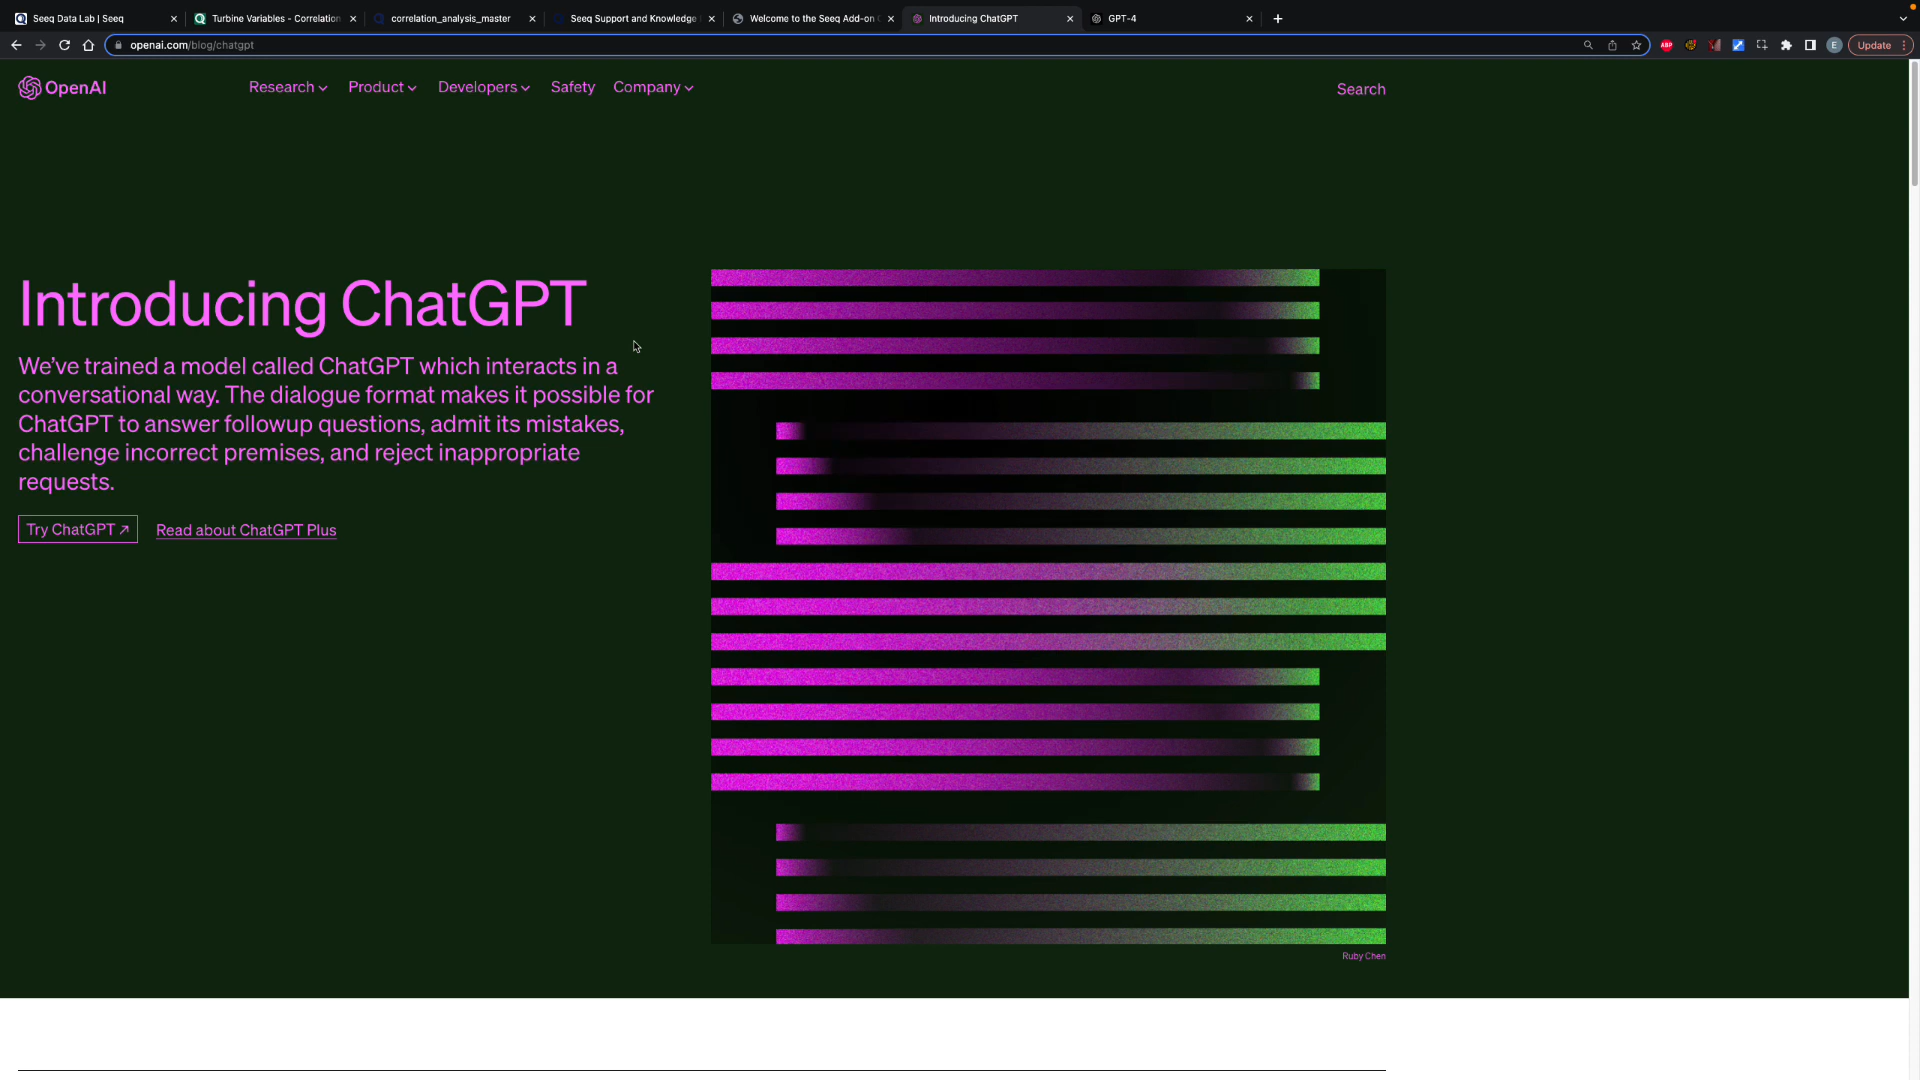 Seeq Data Lab | Seeq
Turbine Variables - Correlation
correlation_analysis_master
Seeq Support and Knowledge
Welcome to the Seeq Add-on
Introducing ChatGPT
GPT-4
openai.com/blog/chatgpt
ABP
E
Update
OpenAI
Research
Product
Developers
Safety
Company
Search
Introducing ChatGPT
We’ve trained a model called ChatGPT which interacts in a
conversational way. The dialogue format makes it possible for
ChatGPT to answer followup questions, admit its mistakes,
challenge incorrect premises, and reject inappropriate
requests.
Try ChatGPT ↗
Read about ChatGPT Plus
Ruby Chen